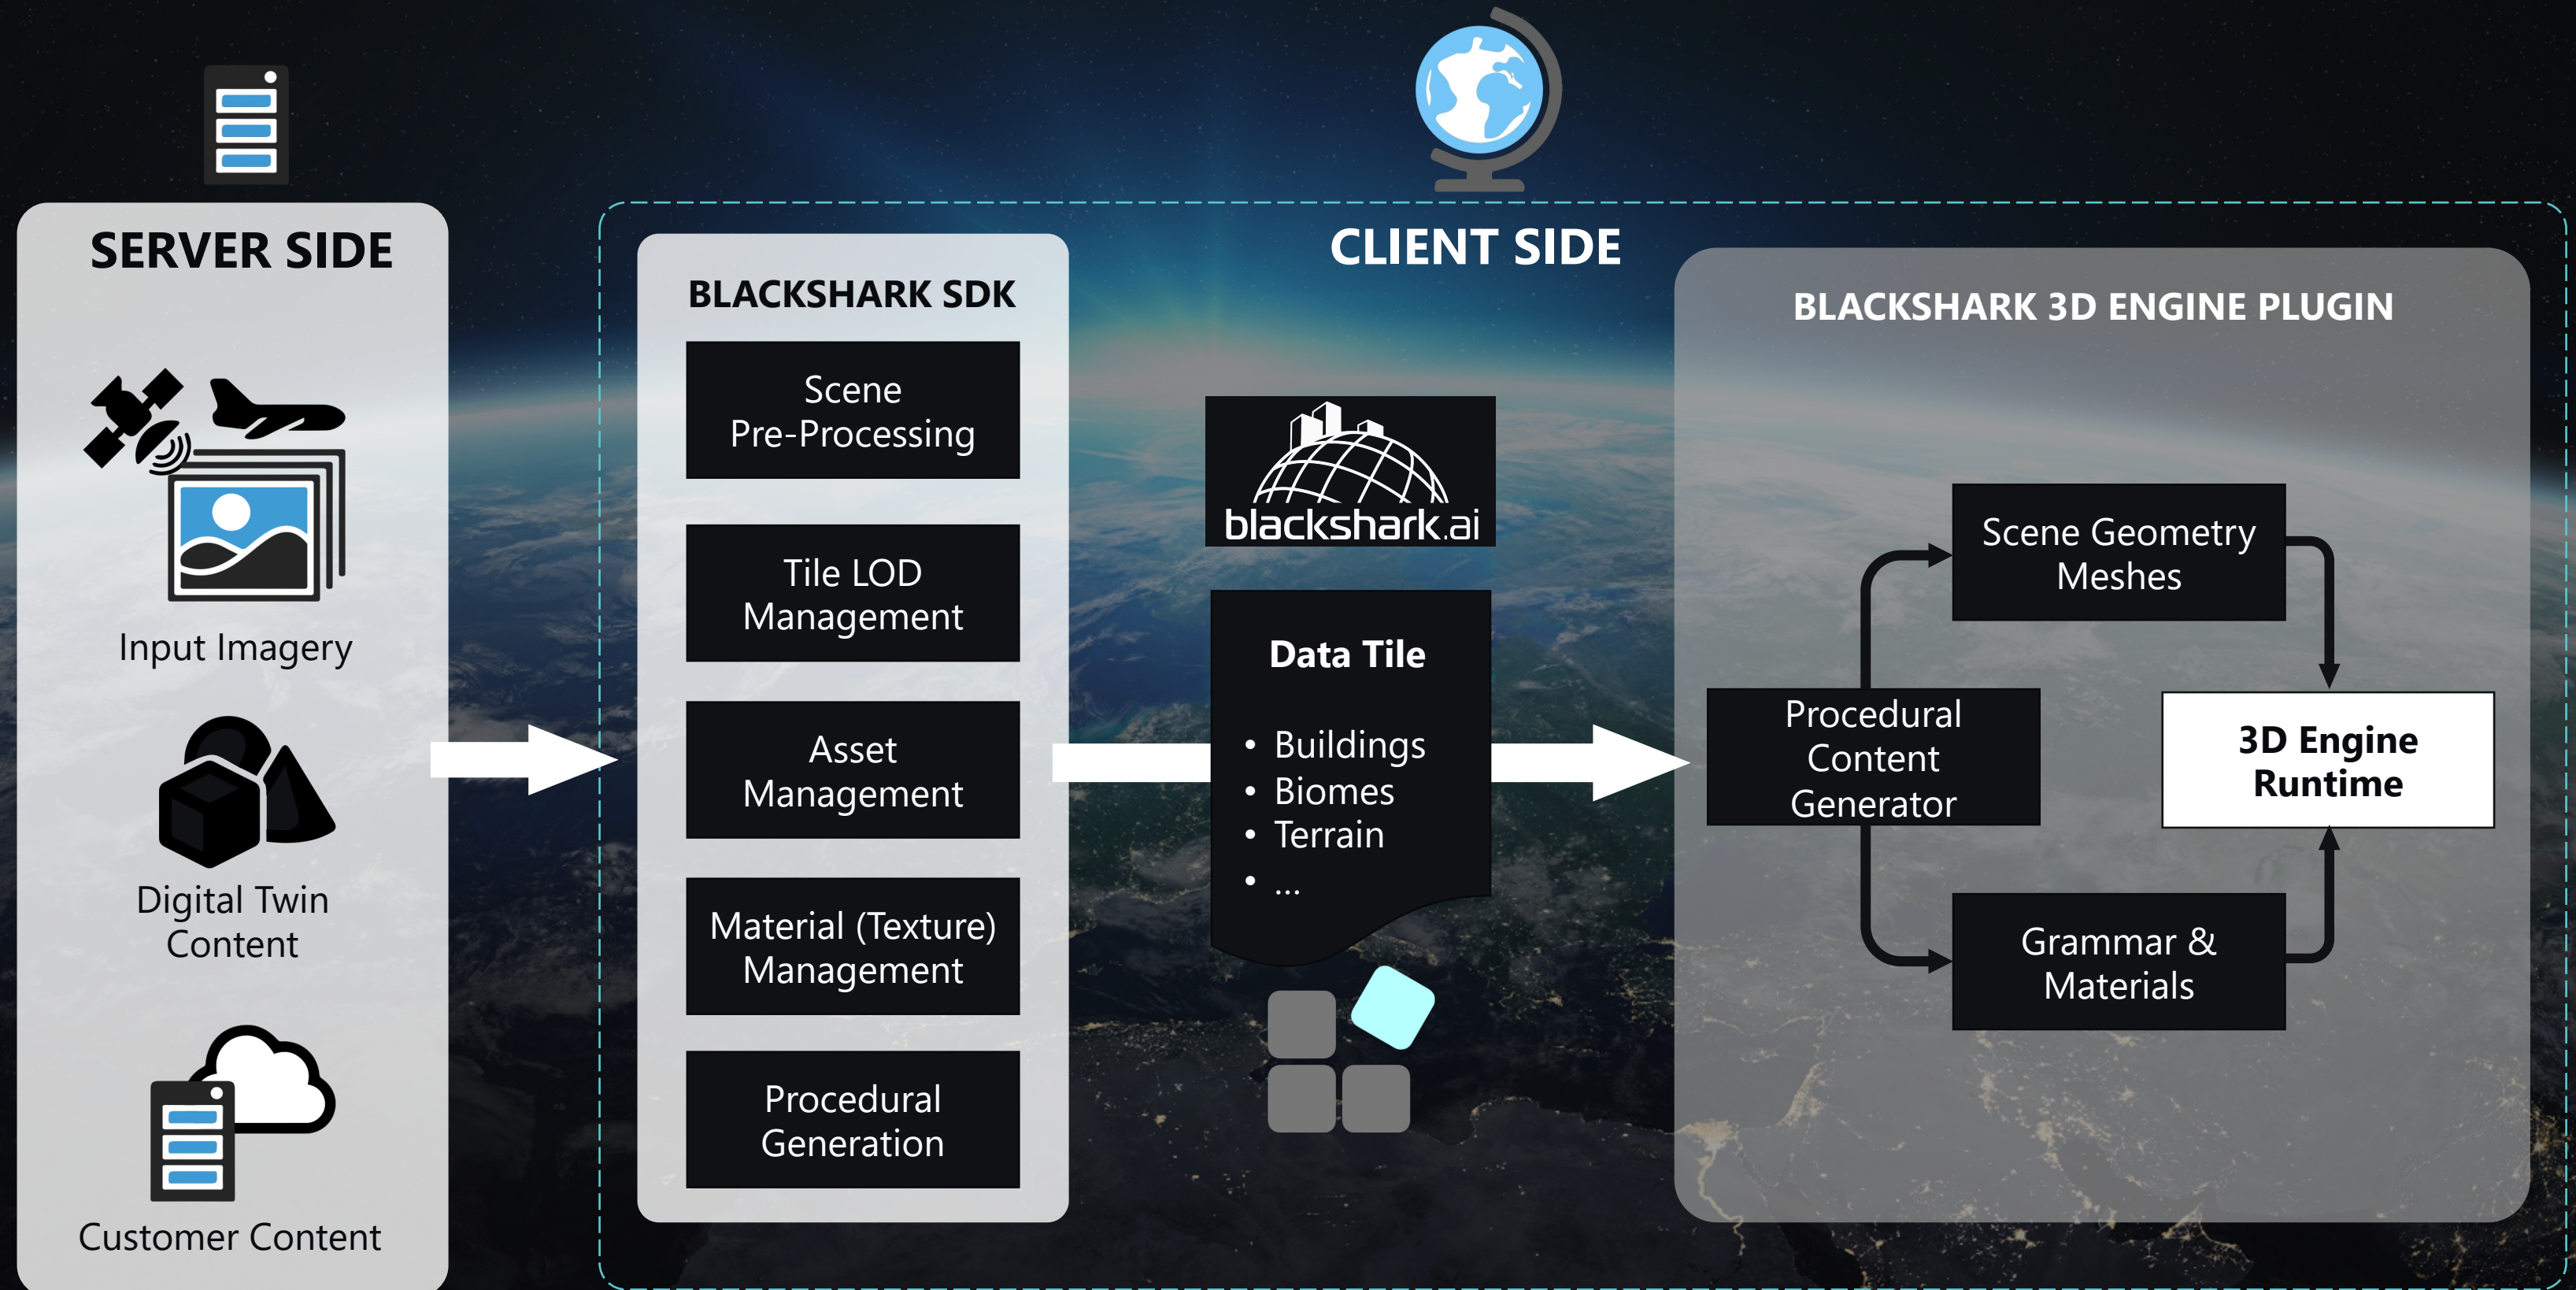 SERVER SIDE
Input Imagery
Digital Twin
Content
Customer Content
CLIENT SIDE
BLACKSHARK SDK
Scene
Pre-Processing
Tile LOD
Management
Asset
Management
Material (Texture)
Management
Procedural
Generation
blackshark.ai
Data Tile
• Buildings
• Biomes
• Terrain
• ...
BLACKSHARK 3D ENGINE PLUGIN
Procedural
Content
Generator
Scene Geometry
Meshes
Grammar &
Materials
3D Engine
Runtime